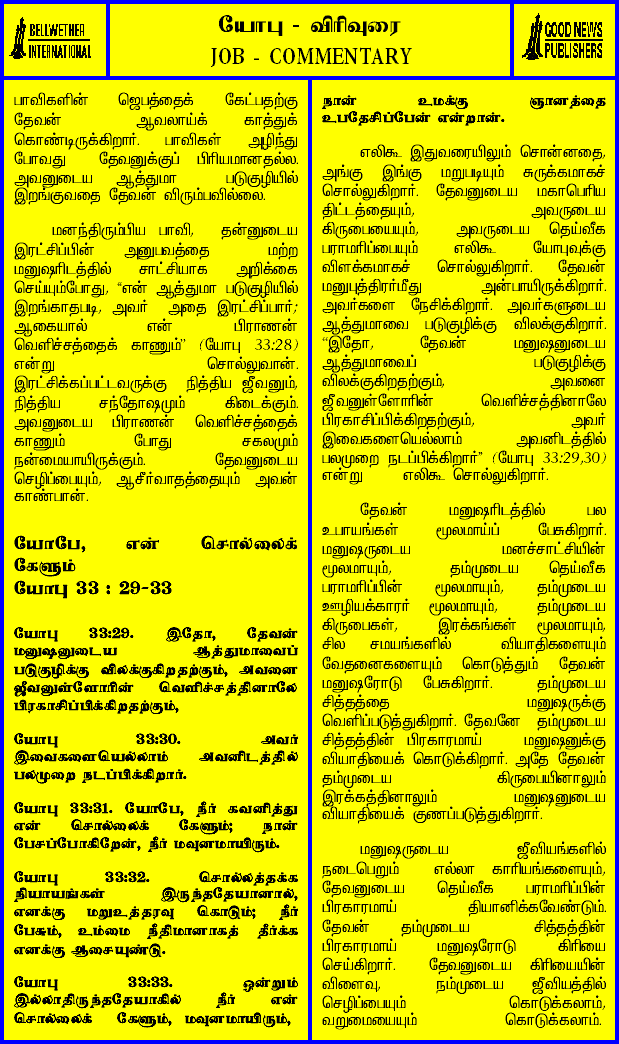 BELLWETHER
INTERNATIONAL
யோபு - விரிவுரை
JOB - COMMENTARY
GOOD NEWS
PUBLISHERS
பாவிகளின் ஜெபத்தைக் கேட்பதற்கு
தேவன் ஆவலாய்க் காத்துக்
கொண்டிருக்கிறார். பாவிகள் அழிந்து
போவது தேவனுக்குப் பிரியமானதல்ல.
அவனுடைய ஆத்துமா படுகுழியில்
இறங்குவதை தேவன் விரும்பவில்லை.
மனந்திரும்பிய பாவி, தன்னுடைய
இரட்சிப்பின் அனுபவத்தை மற்ற
மனுஷரிடத்தில் சாட்சியாக அறிக்கை
செய்யும்போது, “என் ஆத்துமா படுகுழியில்
இறங்காதபடி, அவர் அதை இரட்சிப்பார்;
ஆகையால் என் பிராணன்
வெளிச்சத்தைக் காணும்” (யோபு 33:28)
என்று சொல்லுவான்.
இரட்சிக்கப்பட்டவருக்கு நித்திய ஜீவனும்,
நித்திய சந்தோஷமும் கிடைக்கும்.
அவனுடைய பிராணன் வெளிச்சத்தைக்
காணும் போது சகலமும்
நன்மையாயிருக்கும். தேவனுடைய
செழிப்பையும், ஆசீர்வாதத்தையும் அவன்
காண்பான்.
யோபே, என் சொல்லைக்
கேளும்
யோபு 33 : 29-33
யோபு 33:29. இதோ, தேவன்
மனுஷனுடைய ஆத்துமாவைப்
படுகுழிக்கு விலக்குகிறதற்கும், அவனை
ஜீவனுள்ளோரின் வெளிச்சத்தினாலே
பிரகாசிப்பிக்கிறதற்கும்,
யோபு 33:30. அவர்
இவைகளையெல்லாம் அவனிடத்தில்
பலமுறை நடப்பிக்கிறார்.
யோபு 33:31. யோபே, நீர் கவனித்து
என் சொல்லைக் கேளும்; நான்
பேசப்போகிறேன், நீர் மவுனமாயிரும்.
யோபு 33:32. சொல்லத்தக்க
நியாயங்கள் இருந்ததேயானால்,
எனக்கு மறுஉத்தரவு கொடும்; நீர்
பேசும், உம்மை நீதிமானாகத் தீர்க்க
எனக்கு ஆசையுண்டு.
யோபு 33:33. ஒன்றும்
இல்லாதிருந்ததேயாகில் நீர் என்
சொல்லைக் கேளும், மவுனமாயிரும்,
நான் உமக்கு ஞானத்தை
உபதேசிப்பேன் என்றான்.
எலிகூ இதுவரையிலும் சொன்னதை,
அங்கு இங்கு மறுபடியும் சுருக்கமாகச்
சொல்லுகிறார். தேவனுடைய மகாபெரிய
திட்டத்தையும், அவருடைய
கிருபையையும், அவருடைய தெய்வீக
பராமரிப்பையும் எலிகூ யோபுவுக்கு
விளக்கமாகச் சொல்லுகிறார். தேவன்
மனுபுத்திரர்மீது அன்பாயிருக்கிறார்.
அவர்களை நேசிக்கிறார். அவர்களுடைய
ஆத்துமாவை படுகுழிக்கு விலக்குகிறார்.
“இதோ, தேவன் மனுஷனுடைய
ஆத்துமாவைப் படுகுழிக்கு
விலக்குகிறதற்கும், அவனை
ஜீவனுள்ளோரின் வெளிச்சத்தினாலே
பிரகாசிப்பிக்கிறதற்கும், அவர்
இவைகளையெல்லாம் அவனிடத்தில்
பலமுறை நடப்பிக்கிறார்” (யோபு 33:29,30)
என்று எலிகூ சொல்லுகிறார்.
தேவன் மனுஷரிடத்தில் பல
உபாயங்கள் மூலமாய்ப் பேசுகிறார்.
மனுஷருடைய மனச்சாட்சியின்
மூலமாயும், தம்முடைய தெய்வீக
பராமரிப்பின் மூலமாயும், தம்முடைய
ஊழியக்காரர் மூலமாயும், தம்முடைய
கிருபைகள், இரக்கங்கள் மூலமாயும்,
சில சமயங்களில் வியாதிகளையும்
வேதனைகளையும் கொடுத்தும் தேவன்
மனுஷரோடு பேசுகிறார். தம்முடைய
சித்தத்தை மனுஷருக்கு
வெளிப்படுத்துகிறார். தேவனே தம்முடைய
சித்தத்தின் பிரகாரமாய் மனுஷனுக்கு
வியாதியைக் கொடுக்கிறார். அதே தேவன்
தம்முடைய கிருபையினாலும்
இரக்கத்தினாலும் மனுஷனுடைய
வியாதியைக் குணப்படுத்துகிறார்.
மனுஷருடைய ஜீவியங்களில்
நடைபெறும் எல்லா காரியங்களையும்,
தேவனுடைய தெய்வீக பராமரிப்பின்
பிரகாரமாய் தியானிக்கவேண்டும்.
தேவன் தம்முடைய சித்தத்தின்
பிரகாரமாய் மனுஷரோடு கிரியை
செய்கிறார். தேவனுடைய கிரியையின்
விளைவு, நம்முடைய ஜீவியத்தில்
செழிப்பையும் கொடுக்கலாம்,
வறுமையையும் கொடுக்கலாம்.